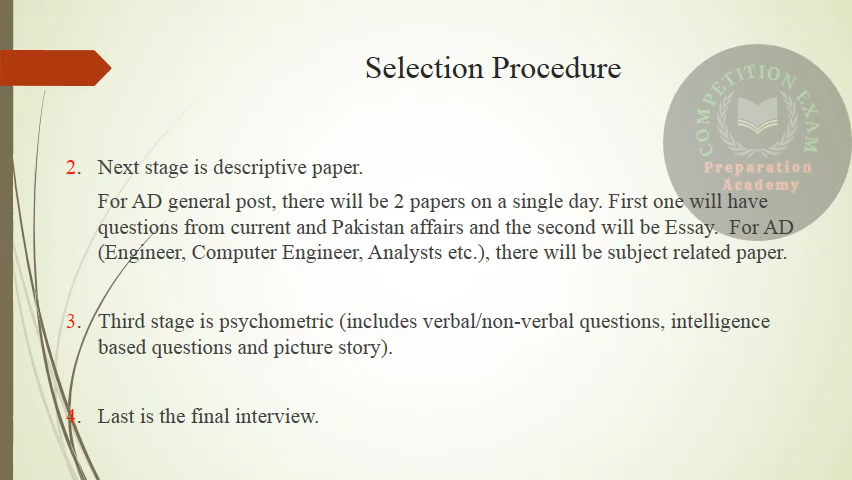 Selection Procedure
COMPETITION EXAM
Preparation
Academy
2. Next stage is descriptive paper.
For AD general post, there will be 2 papers on a single day. First one will have
questions from current and Pakistan affairs and the second will be Essay. For AD
(Engineer, Computer Engineer, Analysts etc.), there will be subject related paper.
3. Third stage is psychometric (includes verbal/non-verbal questions, intelligence
based questions and picture story).
4. Last is the final interview.